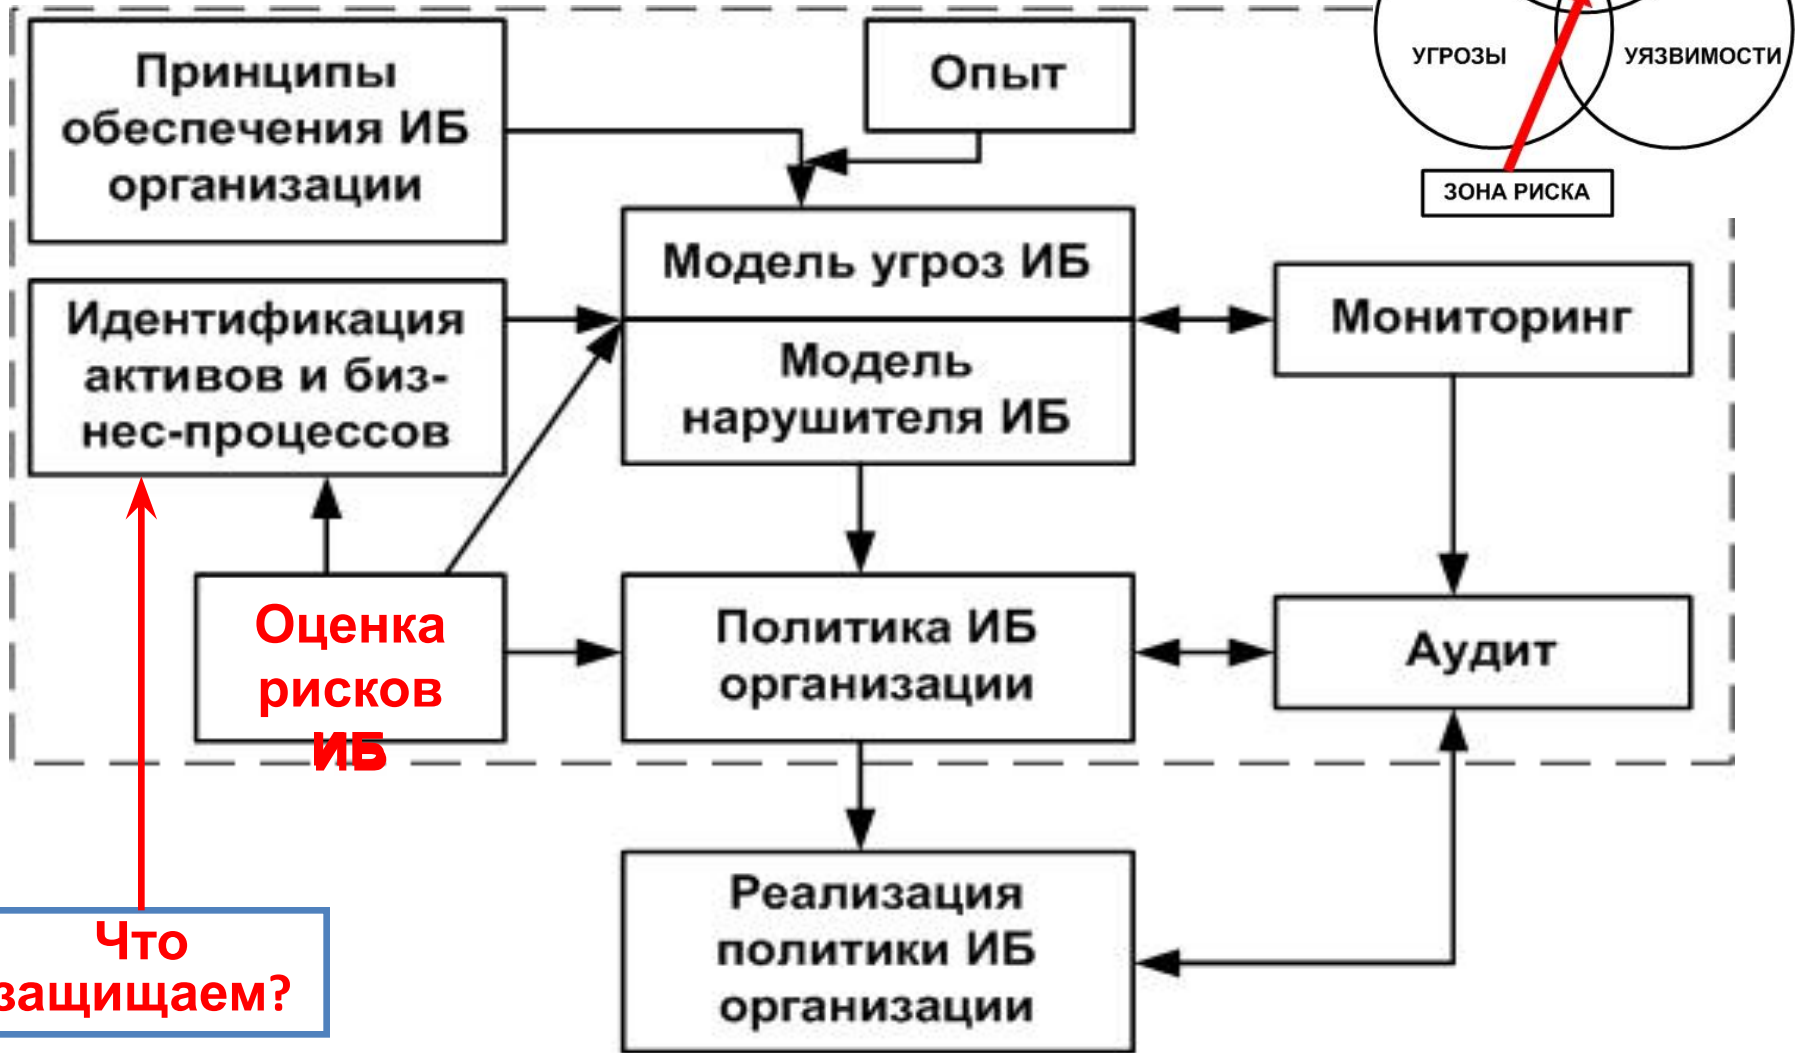 Принципы
обеспечения ИБ
организации
Опыт
УГРОЗЫ
УЯЗВИМОСТИ
ЗОНА РИСКА
Модель угроз ИБ
Модель
нарушителя ИБ
Идентификация
активов и биз-
нес-процессов
Мониторинг
Оценка
рисков
ИБ
Политика ИБ
организации
Аудит
Что
защищаем?
Реализация
политики ИБ
организации